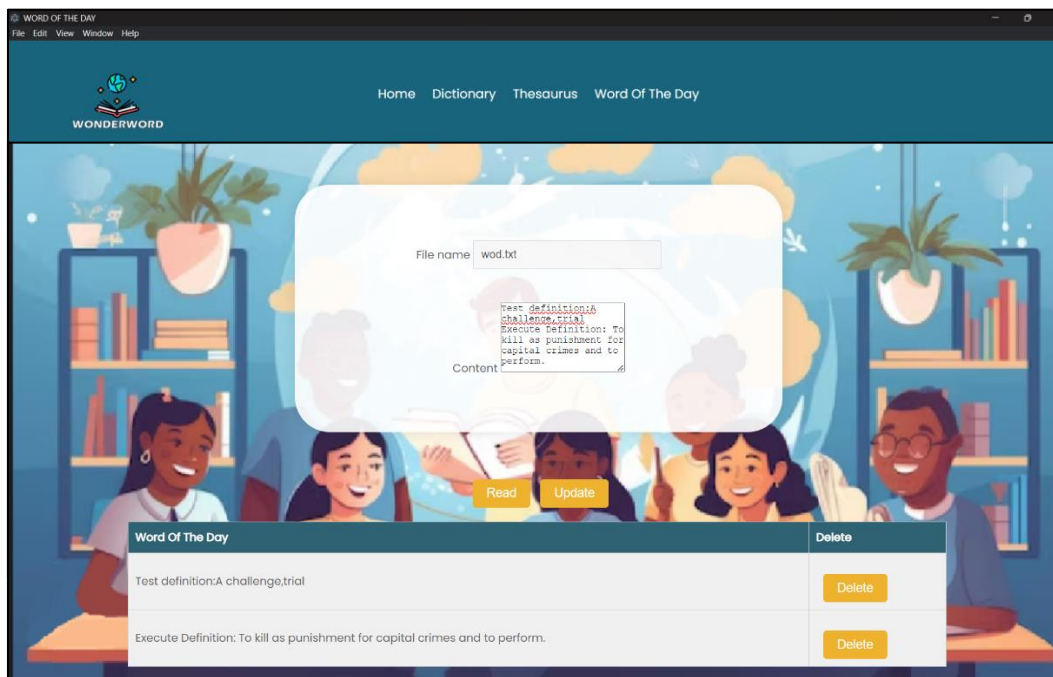 WORD OF THE DAY
File Edit View Window Help
WONDERWORD
Home Dictionary Thesaurus Word Of The Day
File name wod.txt
Test definition:A
challenge,trial
Execute Definition: To
kill as punishment for
capital crimes and to
perform.
Content
Read Update
Word Of The Day Delete
Test definition:A challenge,trial Delete
Execute Definition: To kill as punishment for capital crimes and to perform. Delete